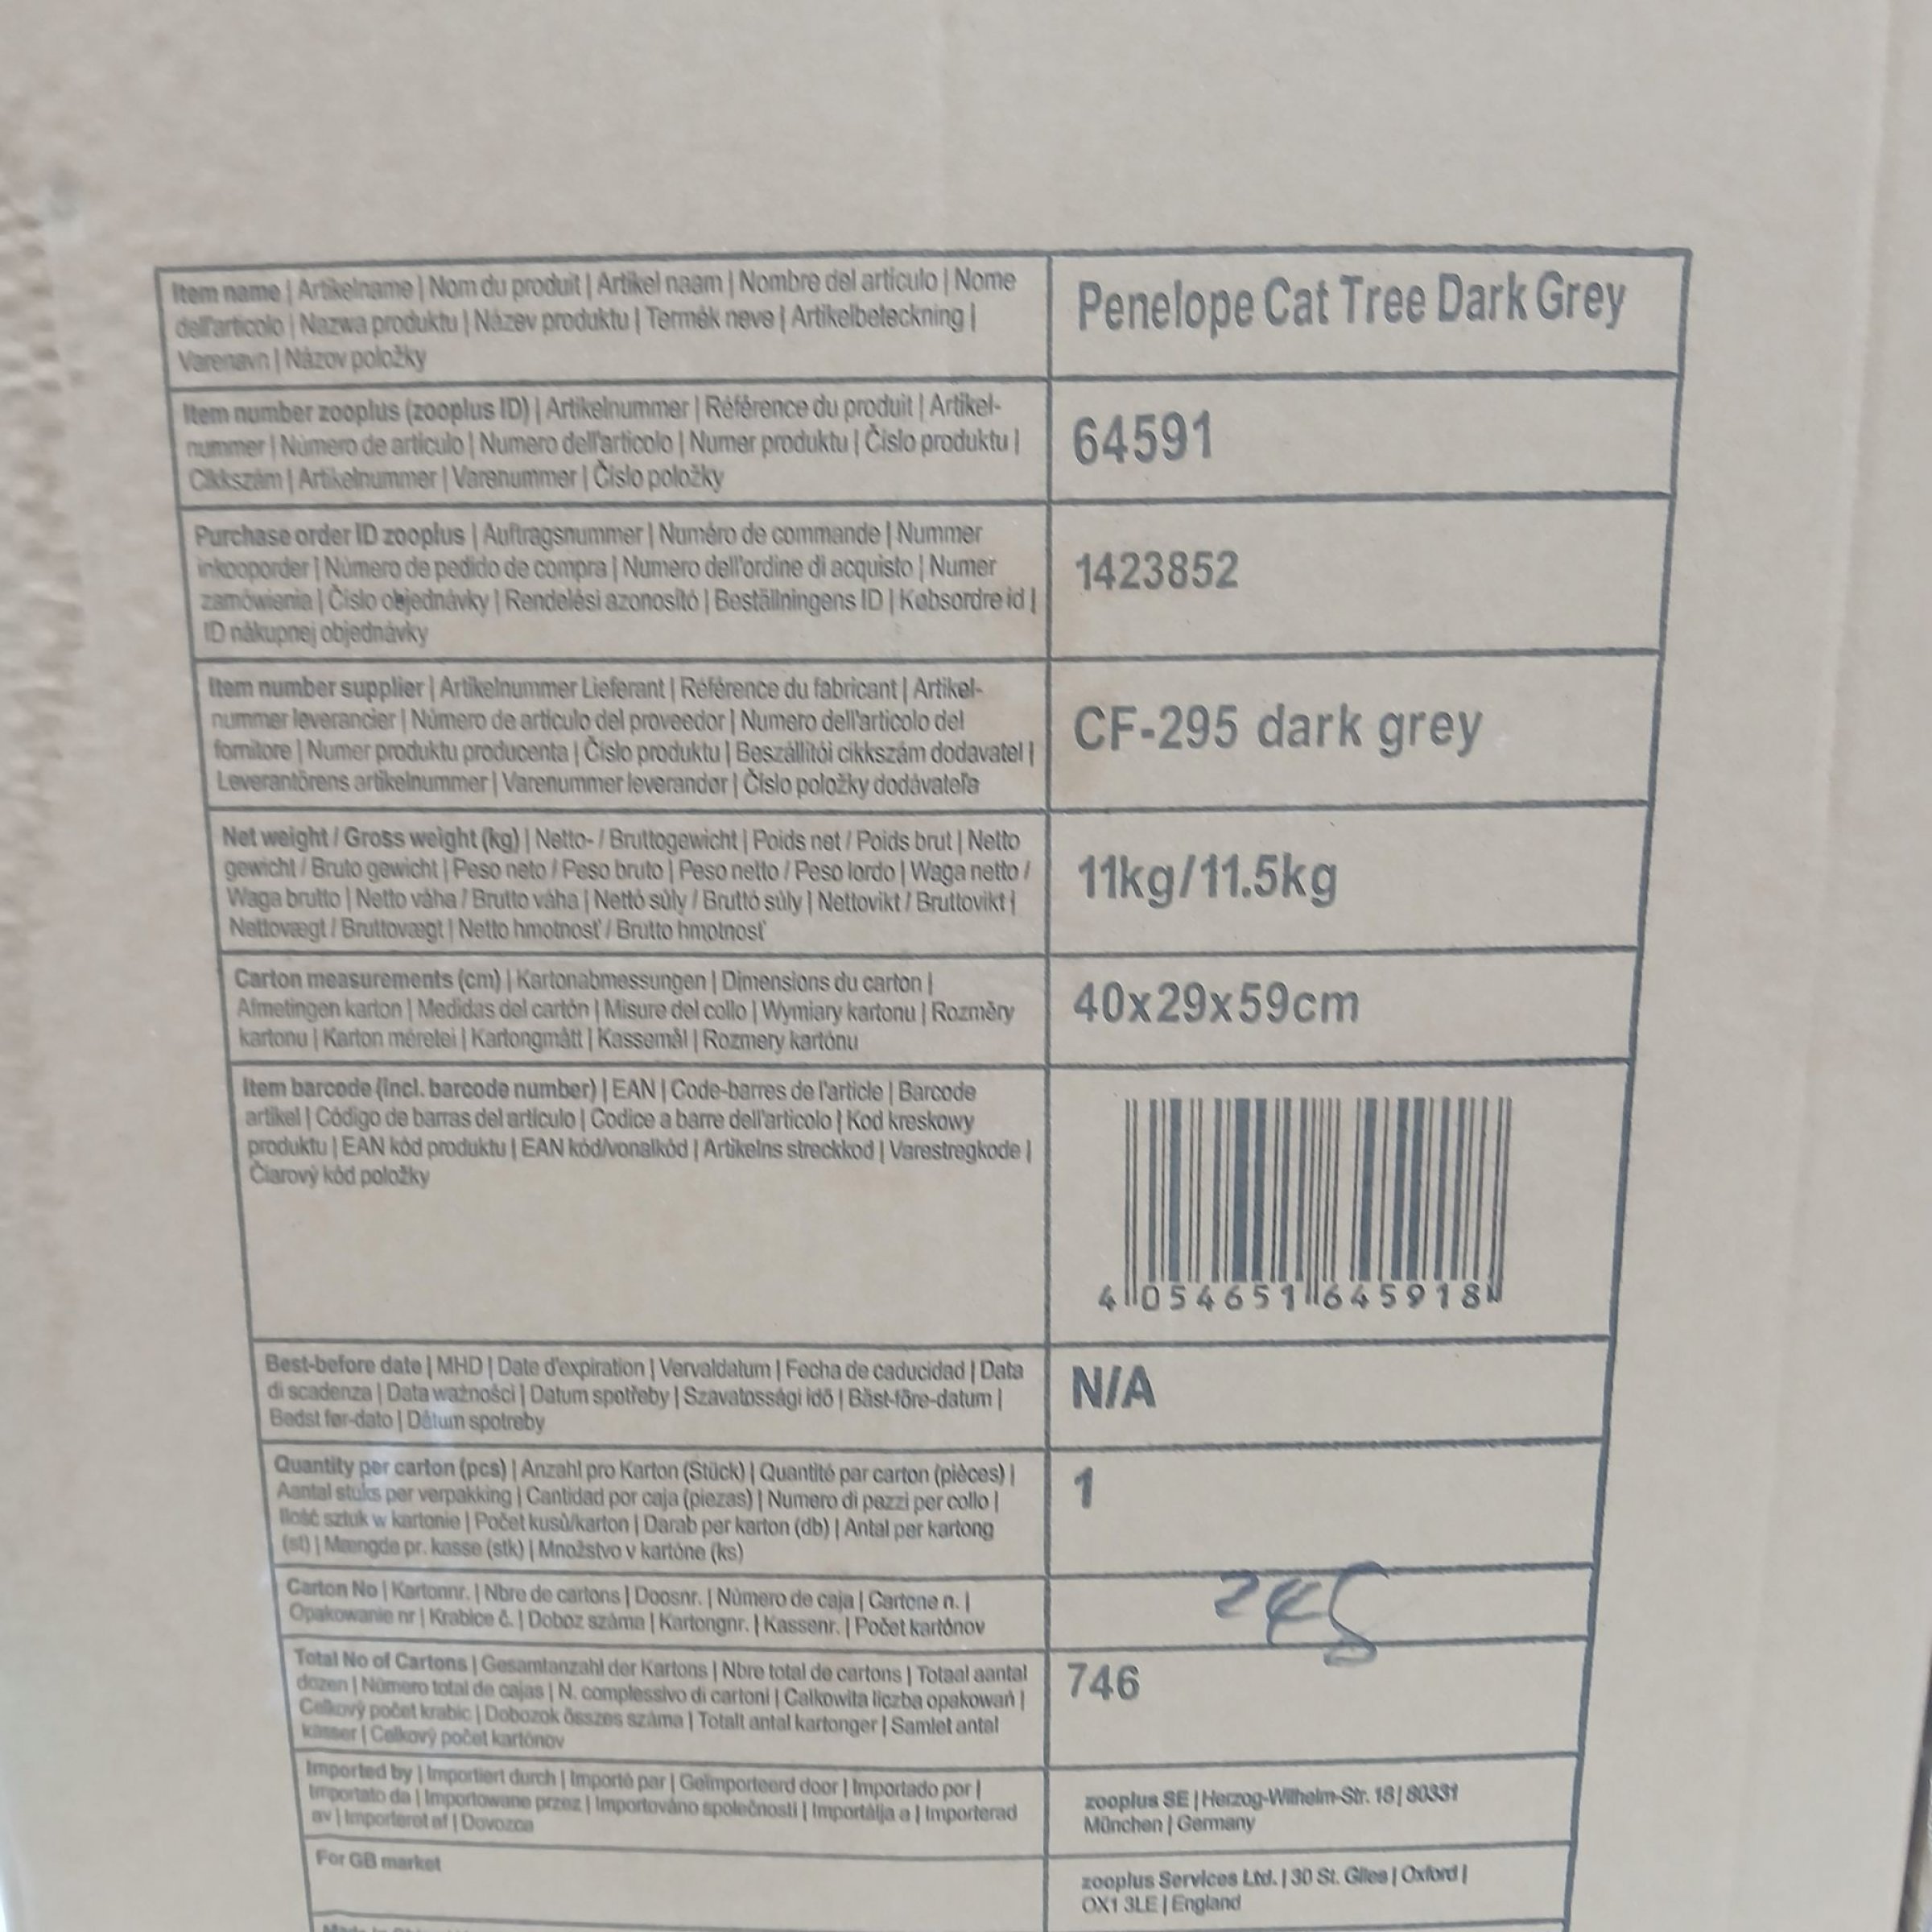 Item name | Artikelname | Nom du produit | Artikel naam | Nombre del artículo | Nome
dell'articolo | Nazwa produktu | Název produktu | Termék neve | Artikelbeteckning |
Varenavn | Názov položky
Penelope Cat Tree Dark Grey
Item number zooplus (zooplus ID) | Artikelnummer | Référence du produit | Artikel-
nummer | Número de artículo | Numero dell'articolo | Numer produktu | Číslo produktu |
Cikkszám | Artikelnummer | Varenummer | Číslo položky
64591
Purchase order ID zooplus | Auftragsnummer | Numéro de commande | Nummer
inkooporder | Número de pedido de compra | Numero dell'ordine di acquisto | Numer
zamówienia | Číslo objednávky | Rendelési azonosító | Beställningens ID | Købsordre id |
ID nákupnej objednávky
1423852
Item number supplier | Artikelnummer Lieferant | Référence du fabricant | Artikel-
nummer leverancier | Número de artículo del proveedor | Numero dell'articolo del
fornitore | Numer produktu producenta | Číslo produktu | Beszállítói cikkszám dodavatel |
Leverantörens artikelnummer | Varenummer leverandør | Číslo položky dodávateľa
CF-295 dark grey
Net weight / Gross weight (kg) | Netto- / Bruttogewicht | Poids net / Poids brut | Netto
gewicht / Bruto gewicht | Peso neto / Peso bruto | Peso netto / Peso lordo | Waga netto /
Waga brutto | Netto váha / Brutto váha | Nettó súly / Bruttó súly | Nettovikt / Bruttovikt |
Nettovægt / Bruttovægt | Netto hmotnosť / Brutto hmotnosť
11kg/11.5kg
Carton measurements (cm) | Kartonabmessungen | Dimensions du carton |
Afmetingen karton | Medidas del cartón | Misure del collo | Wymiary kartonu | Rozměry
kartonu | Karton méretei | Kartongmått | Kassemål | Rozmery kartónu
40x29x59cm
Item barcode (incl. barcode number) | EAN | Code-barres de l'article | Barcode
artikel | Código de barras del artículo | Codice a barre dell'articolo | Kod kreskowy
produktu | EAN kód produktu | EAN kód/vonalkód | Artikelns streckkod | Varestregkode |
Čiarový kód položky
4 054651 645918
Best-before date | MHD | Date d'expiration | Vervaldatum | Fecha de caducidad | Data
di scadenza | Data ważności | Datum spotřeby | Szavatossági idő | Bäst-före-datum |
Bedst før-dato | Dátum spotreby
N/A
Quantity per carton (pcs) | Anzahl pro Karton (Stück) | Quantité par carton (pièces) |
Aantal stuks per verpakking | Cantidad por caja (piezas) | Numero di pezzi per collo |
Ilość sztuk w kartonie | Počet kusů/karton | Darab per karton (db) | Antal per kartong
(st) | Mængde pr. kasse (stk) | Množstvo v kartóne (ks)
1
Carton No | Kartonnr. | Nbre de cartons | Doosnr. | Número de caja | Cartone n. |
Opakowanie nr | Krabice č. | Doboz száma | Kartongnr. | Kassenr. | Počet kartónov
245
Total No of Cartons | Gesamtanzahl der Kartons | Nbre total de cartons | Totaal aantal
dozen | Número total de cajas | N. complessivo di cartoni | Całkowita liczba opakowań |
Celkový počet krabic | Dobozok összes száma | Totalt antal kartonger | Samlet antal
kasser | Celkový počet kartónov
746
Imported by | Importiert durch | Importé par | Geïmporteerd door | Importado por |
Importato da | Importowane przez | Importováno společností | Importálja a | Importerad
av | Importeret af | Dovozca
zooplus SE | Herzog-Wilhelm-Str. 18 | 80331
München | Germany
For GB market
zooplus Services Ltd. | 30 St. Giles | Oxford |
OX1 3LE | England